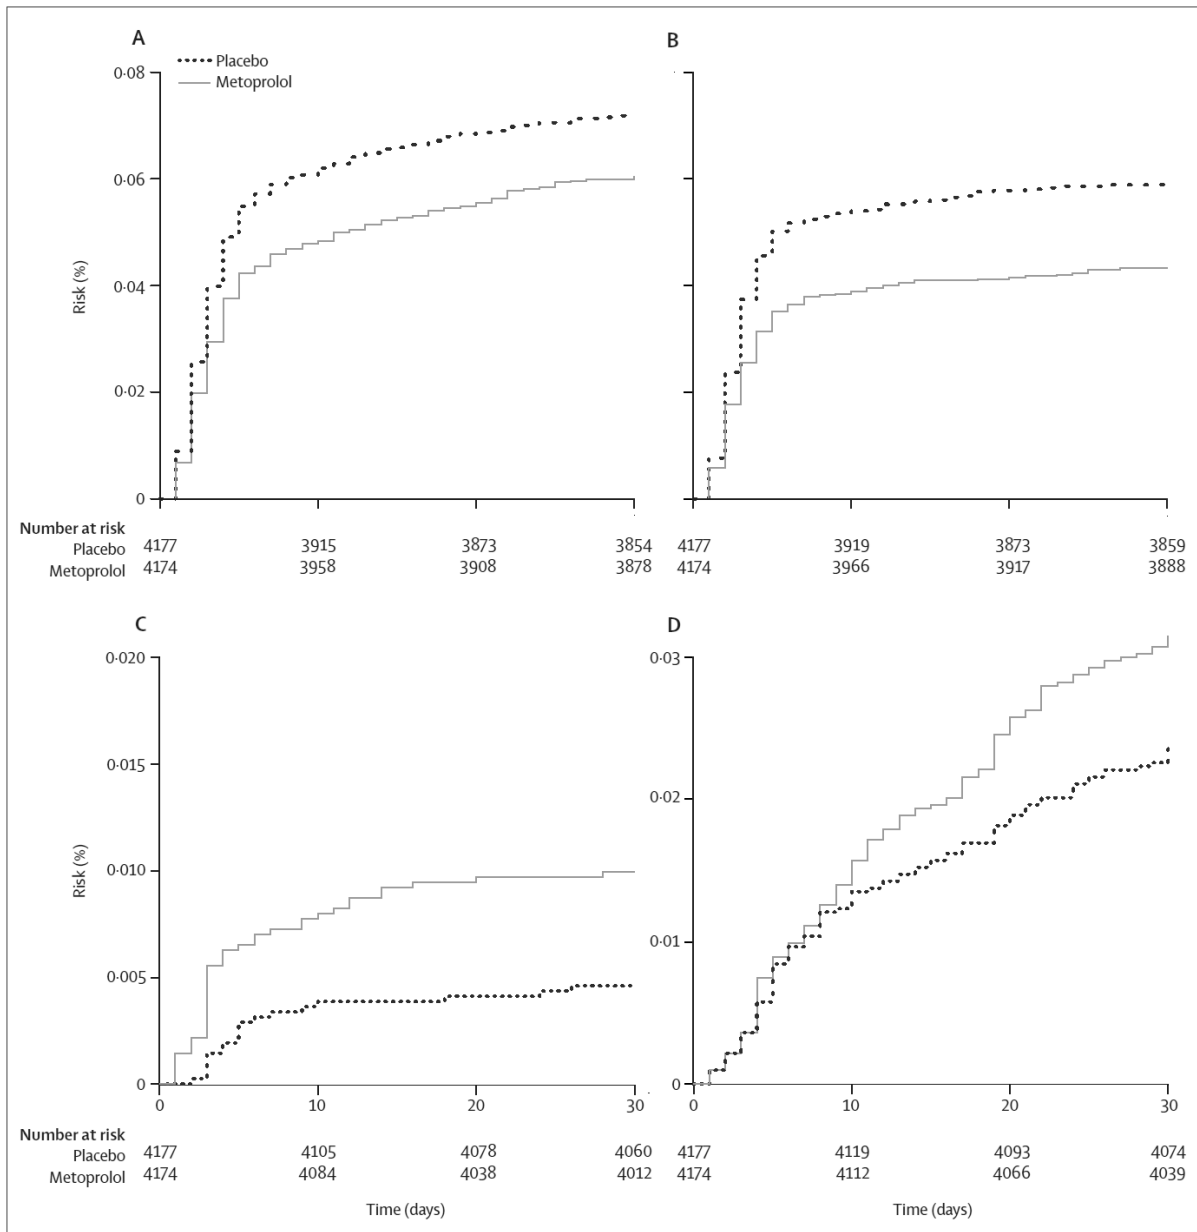 A
B
Placebo
Metoprolol
0·08
0·06
0·04
0·02
0
Risk (%)
Number at risk
Placebo 4177 3915 3873 3854 4177 3919 3873 3859
Metoprolol 4174 3958 3908 3878 4174 3966 3917 3888
C
D
0·020
0·015
0·010
0·005
0
Risk (%)
0·03
0·02
0·01
0
0 10 20 30 0 10 20 30
Number at risk
Placebo 4177 4105 4078 4060 4177 4119 4093 4074
Metoprolol 4174 4084 4038 4012 4174 4112 4066 4039
Time (days) Time (days)